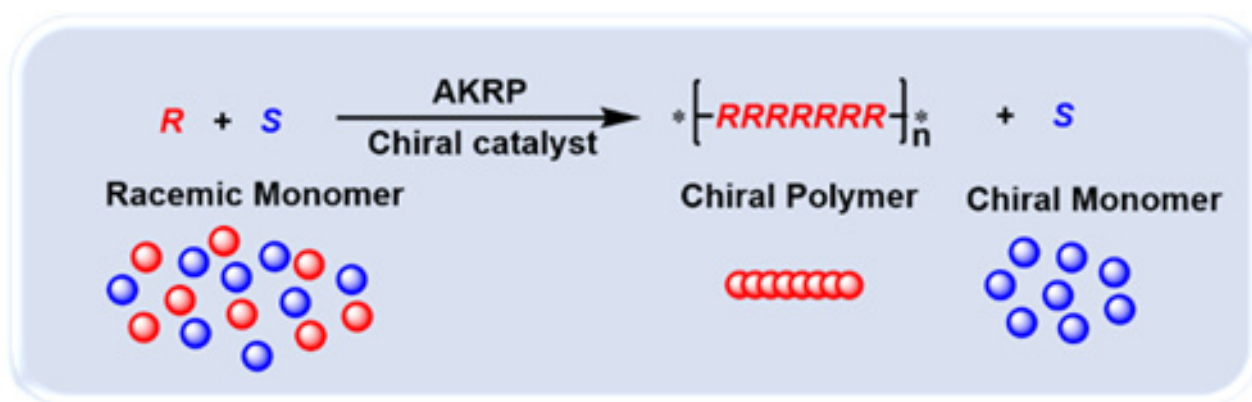 AKRP
R + S * [ RRRRRRR ]n * + S
Chiral catalyst
Racemic Monomer Chiral Polymer Chiral Monomer